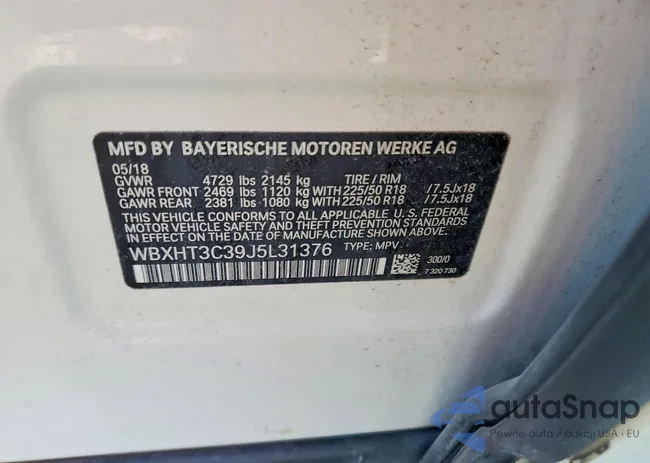 MFD BY BAYERISCHE MOTOREN WERKE AG
05/18
GVWR 4729 lbs 2145 kg TIRE / RIM
GAWR FRONT 2469 lbs 1120 kg WITH 225/50 R18 /7.5Jx18
GAWR REAR 2381 lbs 1080 kg WITH 225/50 R18 /7.5Jx18
THIS VEHICLE CONFORMS TO ALL APPLICABLE U. S. FEDERAL
MOTOR VEHICLE SAFETY AND THEFT PREVENTION STANDARDS
IN EFFECT ON THE DATE OF MANUFACTURE SHOWN ABOVE.
WBXHT3C39J5L31376 TYPE: MPV
300/0
7 320 730
autoSnap
Pewne auta z aukcji USA i EU